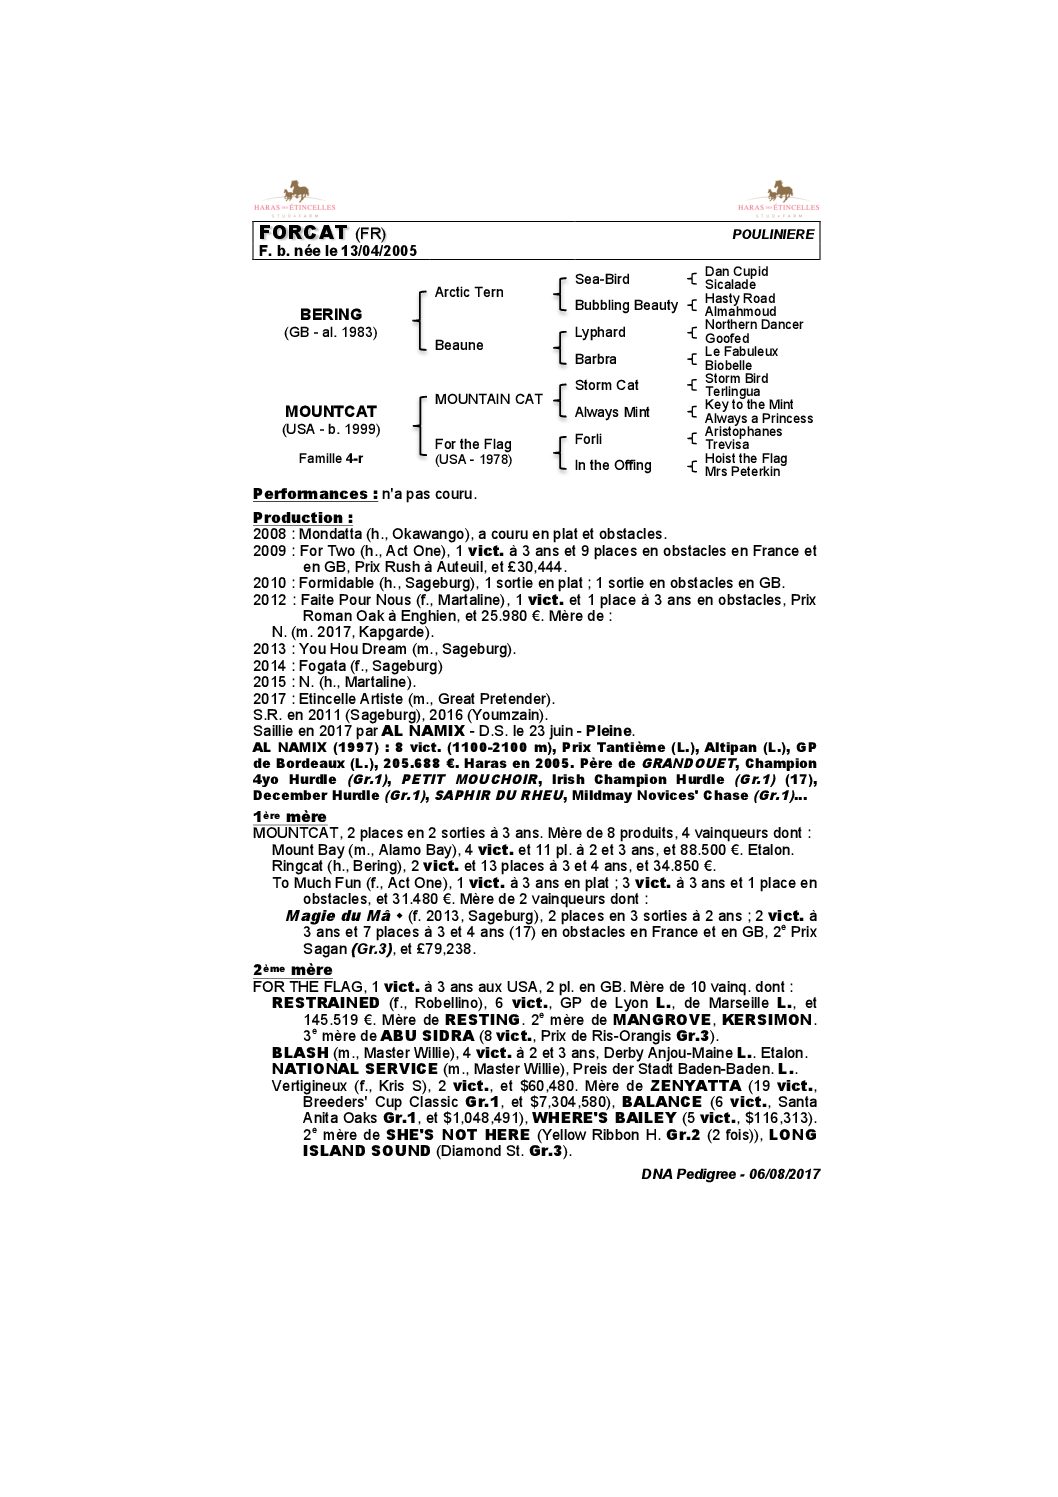 HARAS DES ÉTINCELLES
STUD&FARM
HARAS DES ÉTINCELLES
STUD&FARM
FORCAT (FR)
POULINIERE
F. b. née le 13/04/2005
BERING
(GB - al. 1983)
MOUNTCAT
(USA - b. 1999)
Famille 4-r
Arctic Tern
Beaune
MOUNTAIN CAT
For the Flag
(USA - 1978)
Sea-Bird
Bubbling Beauty
Lyphard
Barbra
Storm Cat
Always Mint
Forli
In the Offing
Dan Cupid
Sicalade
Hasty Road
Almahmoud
Northern Dancer
Goofed
Le Fabuleux
Biobelle
Storm Bird
Terlingua
Key to the Mint
Always a Princess
Aristophanes
Trevisa
Hoist the Flag
Mrs Peterkin
Performances : n'a pas couru.
Production :
2008 : Mondatta (h., Okawango), a couru en plat et obstacles.
2009 : For Two (h., Act One), 1 vict. à 3 ans et 9 places en obstacles en France et
en GB, Prix Rush à Auteuil, et £30,444.
2010 : Formidable (h., Sageburg), 1 sortie en plat ; 1 sortie en obstacles en GB.
2012 : Faite Pour Nous (f., Martaline), 1 vict. et 1 place à 3 ans en obstacles, Prix
Roman Oak à Enghien, et 25.980 €. Mère de :
N. (m. 2017, Kapgarde).
2013 : You Hou Dream (m., Sageburg).
2014 : Fogata (f., Sageburg)
2015 : N. (h., Martaline).
2017 : Etincelle Artiste (m., Great Pretender).
S.R. en 2011 (Sageburg), 2016 (Youmzain).
Saillie en 2017 par AL NAMIX - D.S. le 23 juin - Pleine.
AL NAMIX (1997) : 8 vict. (1100-2100 m), Prix Tantième (L.), Altipan (L.), GP
de Bordeaux (L.), 205.688 €. Haras en 2005. Père de GRANDOUET, Champion
4yo Hurdle (Gr.1), PETIT MOUCHOIR, Irish Champion Hurdle (Gr.1) (17),
December Hurdle (Gr.1), SAPHIR DU RHEU, Mildmay Novices' Chase (Gr.1)...
1ère mère
MOUNTCAT, 2 places en 2 sorties à 3 ans. Mère de 8 produits, 4 vainqueurs dont :
Mount Bay (m., Alamo Bay), 4 vict. et 11 pl. à 2 et 3 ans, et 88.500 €. Etalon.
Ringcat (h., Bering), 2 vict. et 13 places à 3 et 4 ans, et 34.850 €.
To Much Fun (f., Act One), 1 vict. à 3 ans en plat ; 3 vict. à 3 ans et 1 place en
obstacles, et 31.480 €. Mère de 2 vainqueurs dont :
Magie du Mâ ♦ (f. 2013, Sageburg), 2 places en 3 sorties à 2 ans ; 2 vict. à
3 ans et 7 places à 3 et 4 ans (17) en obstacles en France et en GB, 2e Prix
Sagan (Gr.3), et £79,238.
2ème mère
FOR THE FLAG, 1 vict. à 3 ans aux USA, 2 pl. en GB. Mère de 10 vainq. dont :
RESTRAINED (f., Robellino), 6 vict., GP de Lyon L., de Marseille L., et
145.519 €. Mère de RESTING. 2e mère de MANGROVE, KERSIMON.
3e mère de ABU SIDRA (8 vict., Prix de Ris-Orangis Gr.3).
BLASH (m., Master Willie), 4 vict. à 2 et 3 ans, Derby Anjou-Maine L.. Etalon.
NATIONAL SERVICE (m., Master Willie), Preis der Stadt Baden-Baden. L..
Vertigineux (f., Kris S), 2 vict., et $60,480. Mère de ZENYATTA (19 vict.,
Breeders' Cup Classic Gr.1, et $7,304,580), BALANCE (6 vict., Santa
Anita Oaks Gr.1, et $1,048,491), WHERE'S BAILEY (5 vict., $116,313).
2e mère de SHE'S NOT HERE (Yellow Ribbon H. Gr.2 (2 fois)), LONG
ISLAND SOUND (Diamond St. Gr.3).
DNA Pedigree - 06/08/2017